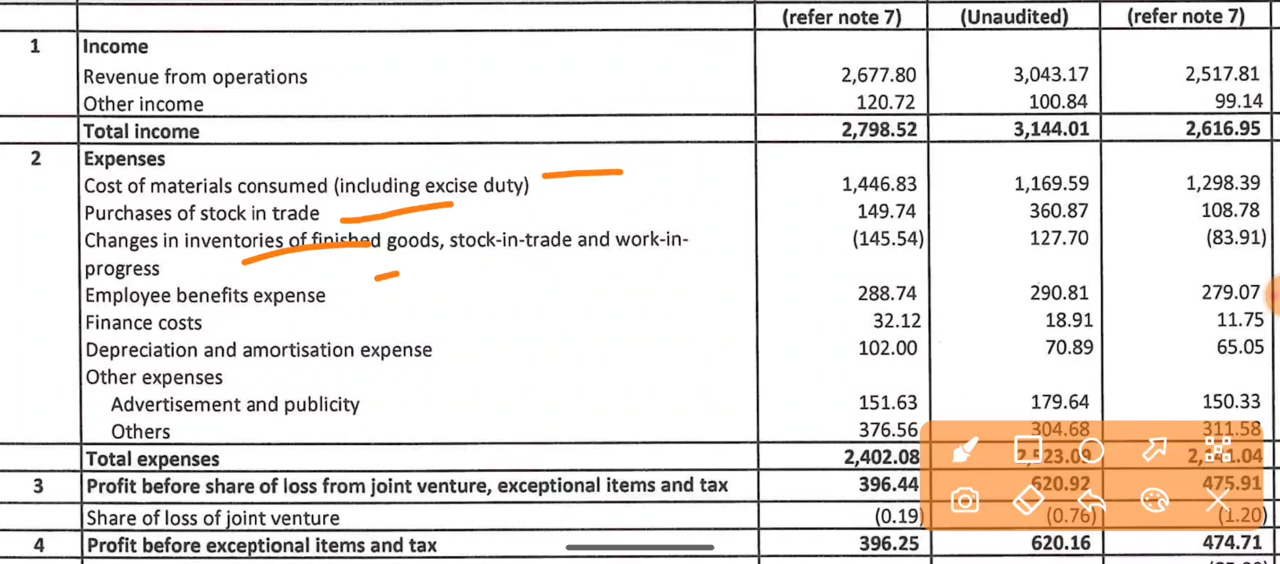 (refer note 7) (Unaudited) (refer note 7)
1 Income
Revenue from operations 2,677.80 3,043.17 2,517.81
Other income 120.72 100.84 99.14
Total income 2,798.52 3,144.01 2,616.95
2 Expenses
Cost of materials consumed (including excise duty) 1,446.83 1,169.59 1,298.39
Purchases of stock in trade 149.74 360.87 108.78
Changes in inventories of finished goods, stock-in-trade and work-in- (145.54) 127.70 (83.91)
progress
Employee benefits expense 288.74 290.81 279.07
Finance costs 32.12 18.91 11.75
Depreciation and amortisation expense 102.00 70.89 65.05
Other expenses
Advertisement and publicity 151.63 179.64 150.33
Others 376.56 304.68 311.58
Total expenses 2,402.08
3 Profit before share of loss from joint venture, exceptional items and tax 396.44 620.92 475.91
Share of loss of joint venture (0.19) (0.76) (1.20)
4 Profit before exceptional items and tax 396.25 620.16 474.71